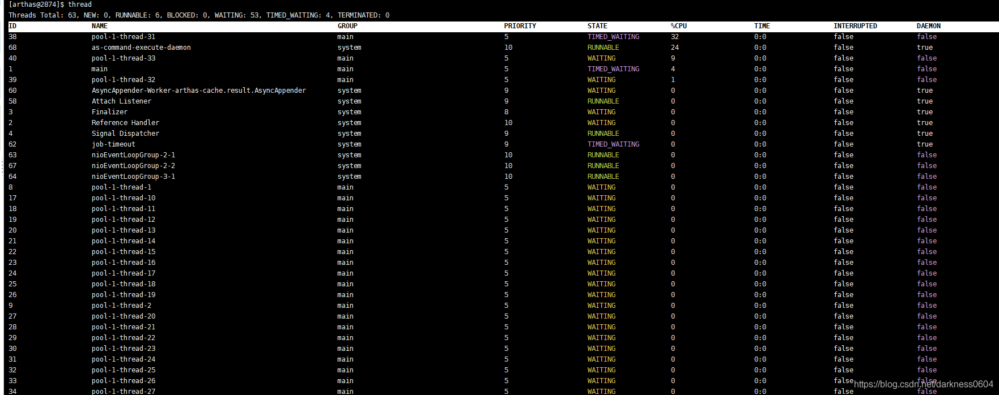 [arthas@2874]$ thread
Threads Total: 63, NEW: 0, RUNNABLE: 6, BLOCKED: 0, WAITING: 53, TIMED_WAITING: 4, TERMINATED: 0
ID NAME GROUP PRIORITY STATE %CPU TIME INTERRUPTED DAEMON
38 pool-1-thread-31 main 5 TIMED_WAITING 32 0:0 false false
68 as-command-execute-daemon system 10 RUNNABLE 24 0:0 false true
40 pool-1-thread-33 main 5 WAITING 9 0:0 false false
1 main main 5 TIMED_WAITING 4 0:0 false false
39 pool-1-thread-32 main 5 WAITING 1 0:0 false false
60 AsyncAppender-Worker-arthas-cache.result.AsyncAppender system 9 WAITING 0 0:0 false true
58 Attach Listener system 9 RUNNABLE 0 0:0 false true
3 Finalizer system 8 WAITING 0 0:0 false true
2 Reference Handler system 10 WAITING 0 0:0 false true
4 Signal Dispatcher system 9 RUNNABLE 0 0:0 false true
62 job-timeout system 9 TIMED_WAITING 0 0:0 false true
63 nioEventLoopGroup-2-1 system 10 RUNNABLE 0 0:0 false false
67 nioEventLoopGroup-2-2 system 10 RUNNABLE 0 0:0 false false
64 nioEventLoopGroup-3-1 system 10 RUNNABLE 0 0:0 false false
8 pool-1-thread-1 main 5 WAITING 0 0:0 false false
17 pool-1-thread-10 main 5 WAITING 0 0:0 false false
18 pool-1-thread-11 main 5 WAITING 0 0:0 false false
19 pool-1-thread-12 main 5 WAITING 0 0:0 false false
20 pool-1-thread-13 main 5 WAITING 0 0:0 false false
21 pool-1-thread-14 main 5 WAITING 0 0:0 false false
22 pool-1-thread-15 main 5 WAITING 0 0:0 false false
23 pool-1-thread-16 main 5 WAITING 0 0:0 false false
24 pool-1-thread-17 main 5 WAITING 0 0:0 false false
25 pool-1-thread-18 main 5 WAITING 0 0:0 false false
26 pool-1-thread-19 main 5 WAITING 0 0:0 false false
9 pool-1-thread-2 main 5 WAITING 0 0:0 false false
27 pool-1-thread-20 main 5 WAITING 0 0:0 false false
28 pool-1-thread-21 main 5 WAITING 0 0:0 false false
29 pool-1-thread-22 main 5 WAITING 0 0:0 false false
30 pool-1-thread-23 main 5 WAITING 0 0:0 false false
31 pool-1-thread-24 main 5 WAITING 0 0:0 false false
32 pool-1-thread-25 main 5 WAITING 0 0:0 false false
33 pool-1-thread-26 main 5 WAITING 0 0:0 false false
34 pool-1-thread-27 main 5 WAITING 0 0:0 false false
https://blog.csdn.net/darkness0604